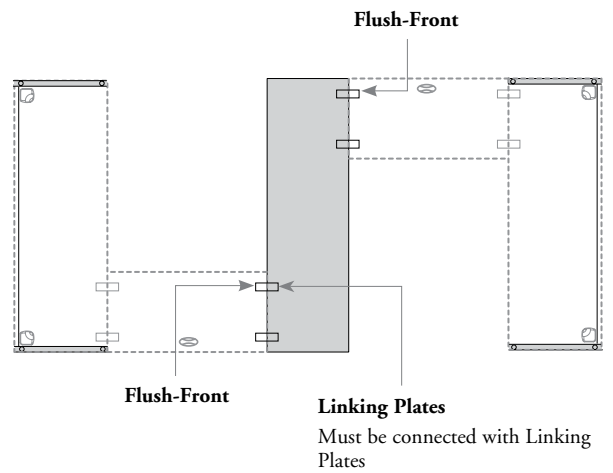 Flush-Front
Flush-Front
Linking Plates
Must be connected with Linking
Plates